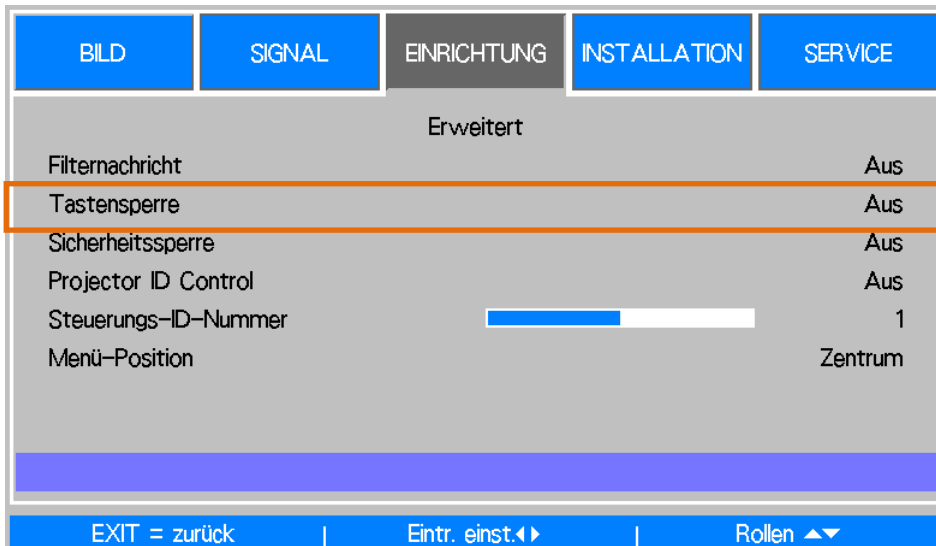 BILD SIGNAL EINRICHTUNG INSTALLATION SERVICE
Erweitert
Filternachricht Aus
Tastensperre Aus
Sicherheitssperre Aus
Projector ID Control Aus
Steuerungs-ID-Nummer 1
Menü-Position Zentrum
EXIT = zurück | Eintr. einst.◀▶ | Rollen ▲▼